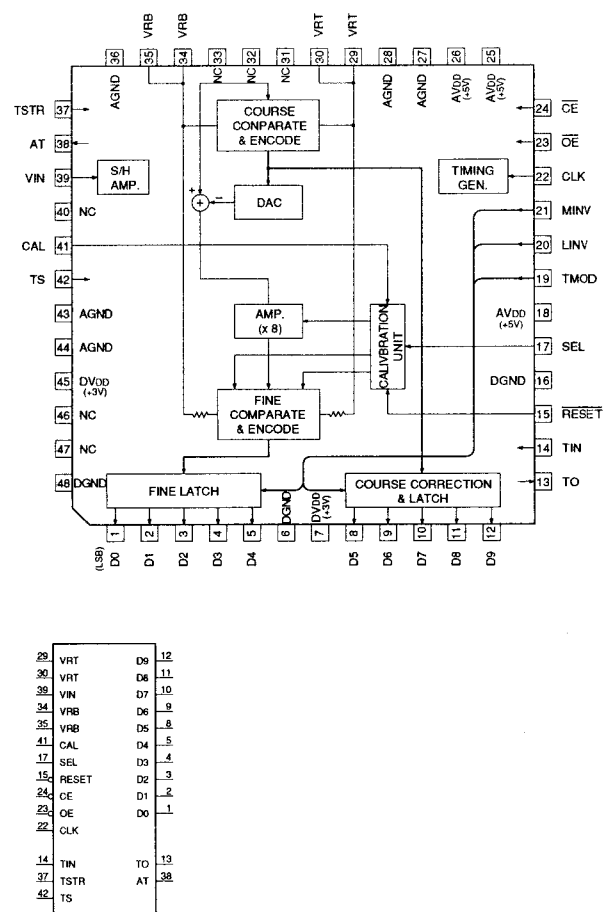 VRB VRB VRT VRT
36 35 34 33 32 31 30 29 28 27 26 25
AGND NC NC NC AGND AGND AVDD (+5V) AVDD (+5V)
TSTR 37
AT 38
VIN 39
40 NC
CAL 41
TS 42
43 AGND
44 AGND
45 DVDD (+3V)
46 NC
47 NC
48 DGND
COURSE
CONPARATE
& ENCODE
S/H
AMP.
DAC
+
−
+
TIMING
GEN.
AMP.
(x 8)
CALIVBRATION
UNIT
FINE
COMPARATE
& ENCODE
FINE LATCH
COURSE CORRECTION
& LATCH
24 CE
23 OE
22 CLK
21 MINV
20 LINV
19 TMOD
AVDD (+5V) 18
17 SEL
DGND 16
15 RESET
14 TIN
13 TO
DGND DVDD (+3V)
1 2 3 4 5 6 7 8 9 10 11 12
(LSB) D0 D1 D2 D3 D4 D5 D6 D7 D8 D9
29 VRT D9 12
30 VRT D8 11
39 VIN D7 10
34 VRB D6 9
35 VRB D5 8
41 CAL D4 5
17 SEL D3 4
15 RESET D2 3
24 CE D1 2
23 OE D0 1
22 CLK
14 TIN TO 13
37 TSTR AT 38
42 TS